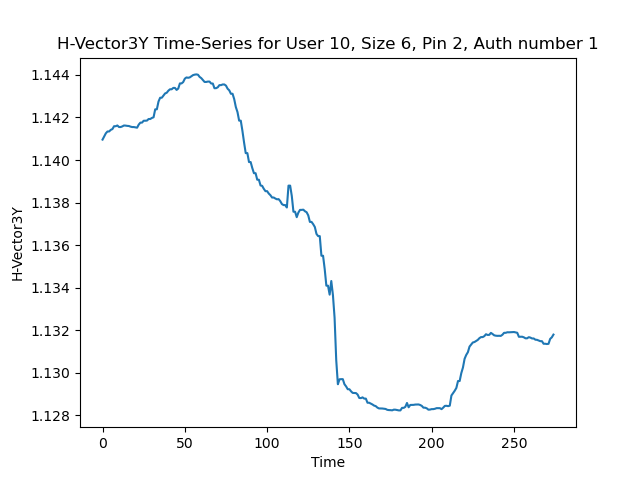 H-Vector3Y Time-Series for User 10, Size 6, Pin 2, Auth number 1
1.144
1.142
1.140
1.138
1.136
1.134
1.132
1.130
1.128
H-Vector3Y
0 50 100 150 200 250
Time